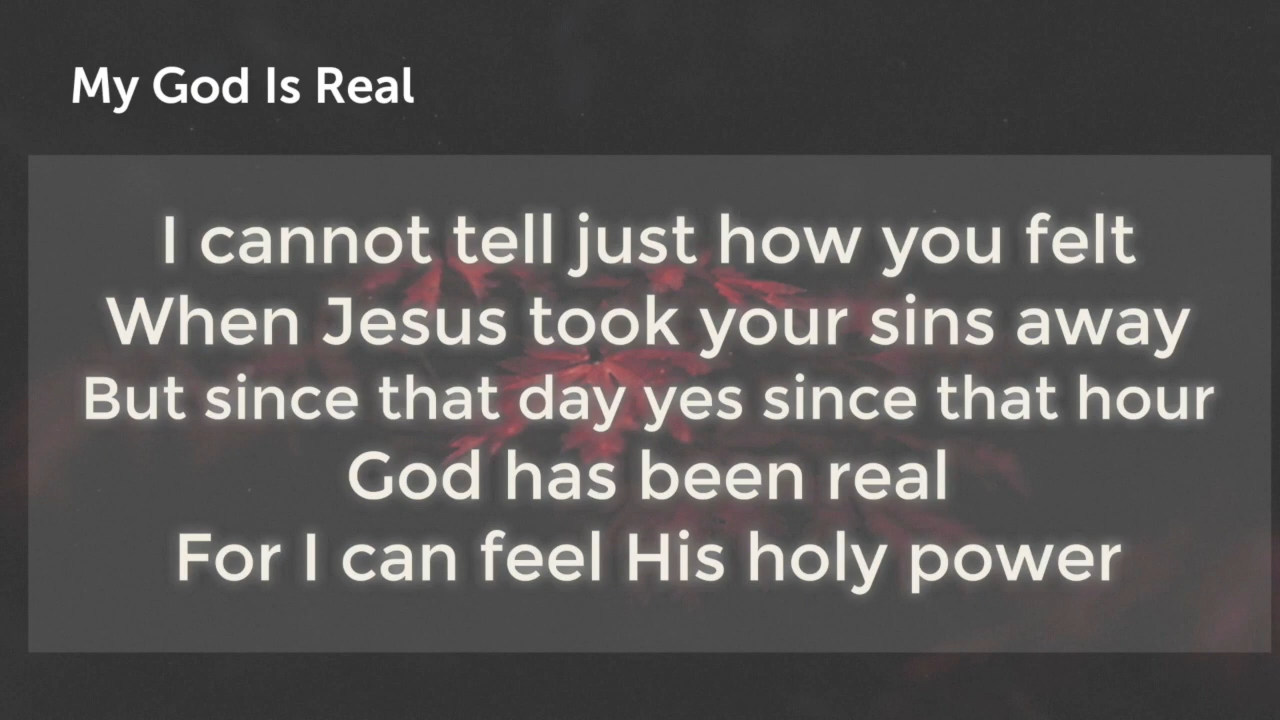 My God Is Real
I cannot tell just how you felt
When Jesus took your sins away
But since that day yes since that hour
God has been real
For I can feel His holy power